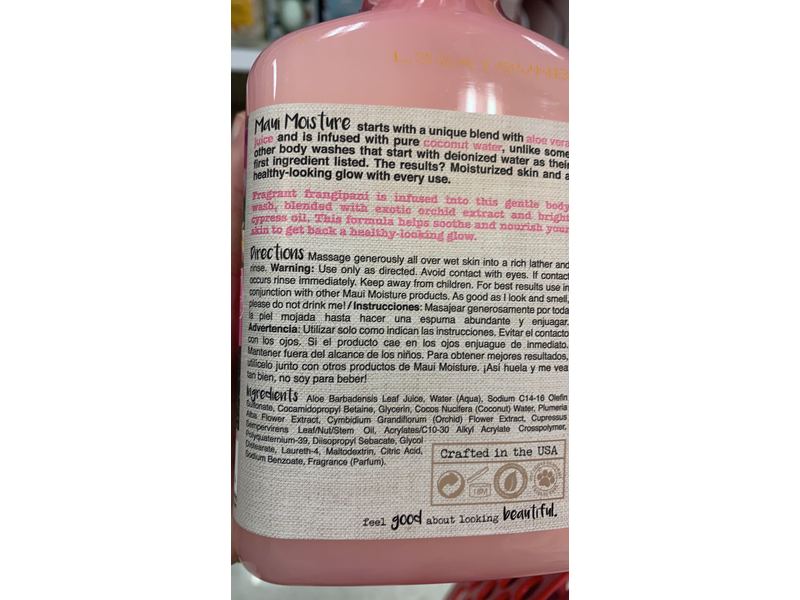 Maui Moisture starts with a unique blend with aloe vera
juice and is infused with pure coconut water, unlike some
other body washes that start with deionized water as their
first ingredient listed. The results? Moisturized skin and a
healthy-looking glow with every use.
Fragrant frangipani is infused into this gentle body
wash, blended with exotic orchid extract and bright
cypress oil. This formula helps soothe and nourish your
skin to get back a healthy-looking glow.
Directions Massage generously all over wet skin into a rich lather and
rinse. Warning: Use only as directed. Avoid contact with eyes. If contact
occurs rinse immediately. Keep away from children. For best results use in
conjunction with other Maui Moisture products. As good as I look and smell,
please do not drink me! / Instrucciones: Masajear generosamente por toda
la piel mojada hasta hacer una espuma abundante y enjuagar.
Advertencia: Utilizar solo como indican las instrucciones. Evitar el contacto
con los ojos. Si el producto cae en los ojos enjuague de inmediato.
Mantener fuera del alcance de los niños. Para obtener mejores resultados,
utilícelo junto con otros productos de Maui Moisture. ¡Así huela y me vea
tan bien, no soy para beber!
Ingredients Aloe Barbadensis Leaf Juice, Water (Aqua), Sodium C14-16 Olefin
Sulfonate, Cocamidopropyl Betaine, Glycerin, Cocos Nucifera (Coconut) Water, Plumeria
Alba Flower Extract, Cymbidium Grandiflorum (Orchid) Flower Extract, Cupressus
Sempervirens Leaf/Nut/Stem Oil, Acrylates/C10-30 Alkyl Acrylate Crosspolymer,
Polyquaternium-39, Diisopropyl Sebacate, Glycol
Distearate, Laureth-4, Maltodextrin, Citric Acid,
Sodium Benzoate, Fragrance (Parfum).
Crafted in the USA
18M
feel good about looking beautiful.